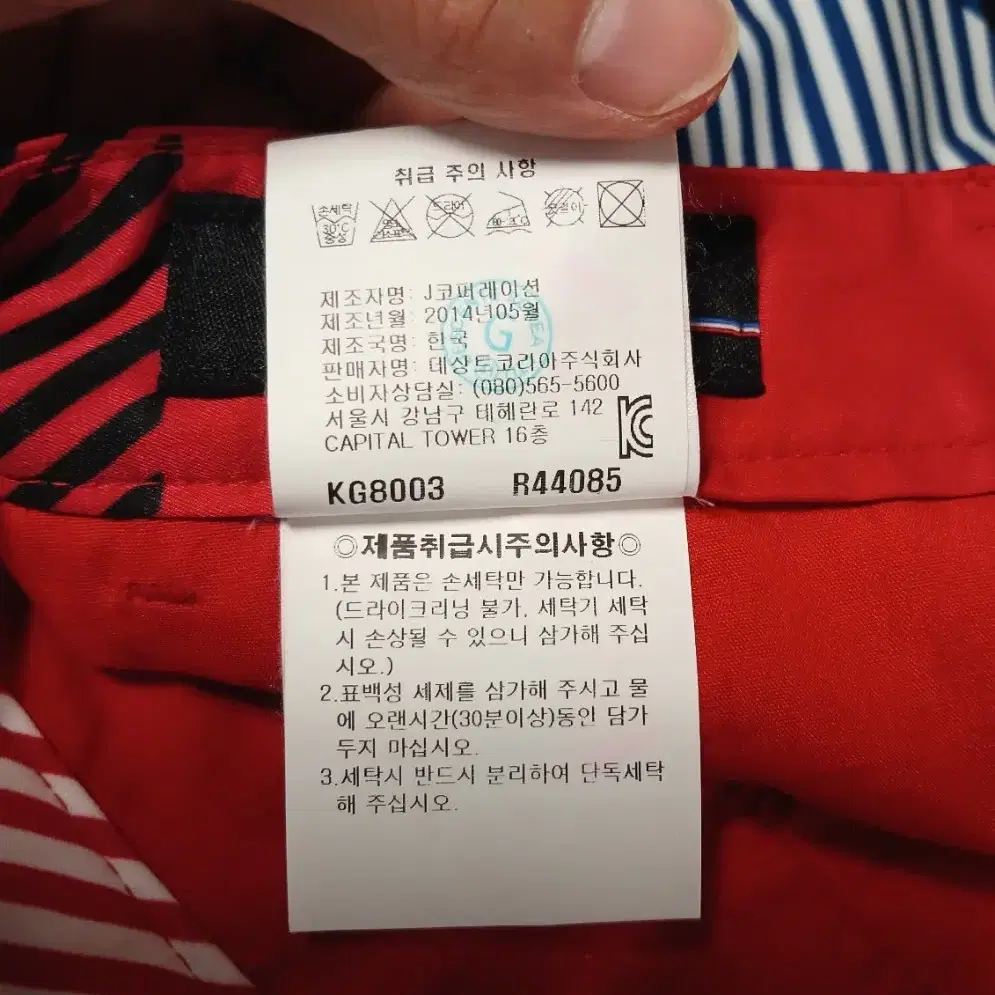 취급 주의 사항
손세탁 드라이
30℃
중성
제조자명: J코퍼레이션
제조년월: 2014년05월
제조국명: 한국
판매자명: 데상트코리아주식회사
소비자상담실: (080)565-5600
서울시 강남구 테헤란로 142
CAPITAL TOWER 16층
KG8003 R44085
◎제품취급시주의사항◎
1.본 제품은 손세탁만 가능합니다.
(드라이크리닝 불가, 세탁기 세탁
시 손상될 수 있으니 삼가해 주십
시오.)
2.표백성 세제를 삼가해 주시고 물
에 오랜시간(30분이상)동인 담가
두지 마십시오.
3.세탁시 반드시 분리하여 단독세탁
해 주십시오.